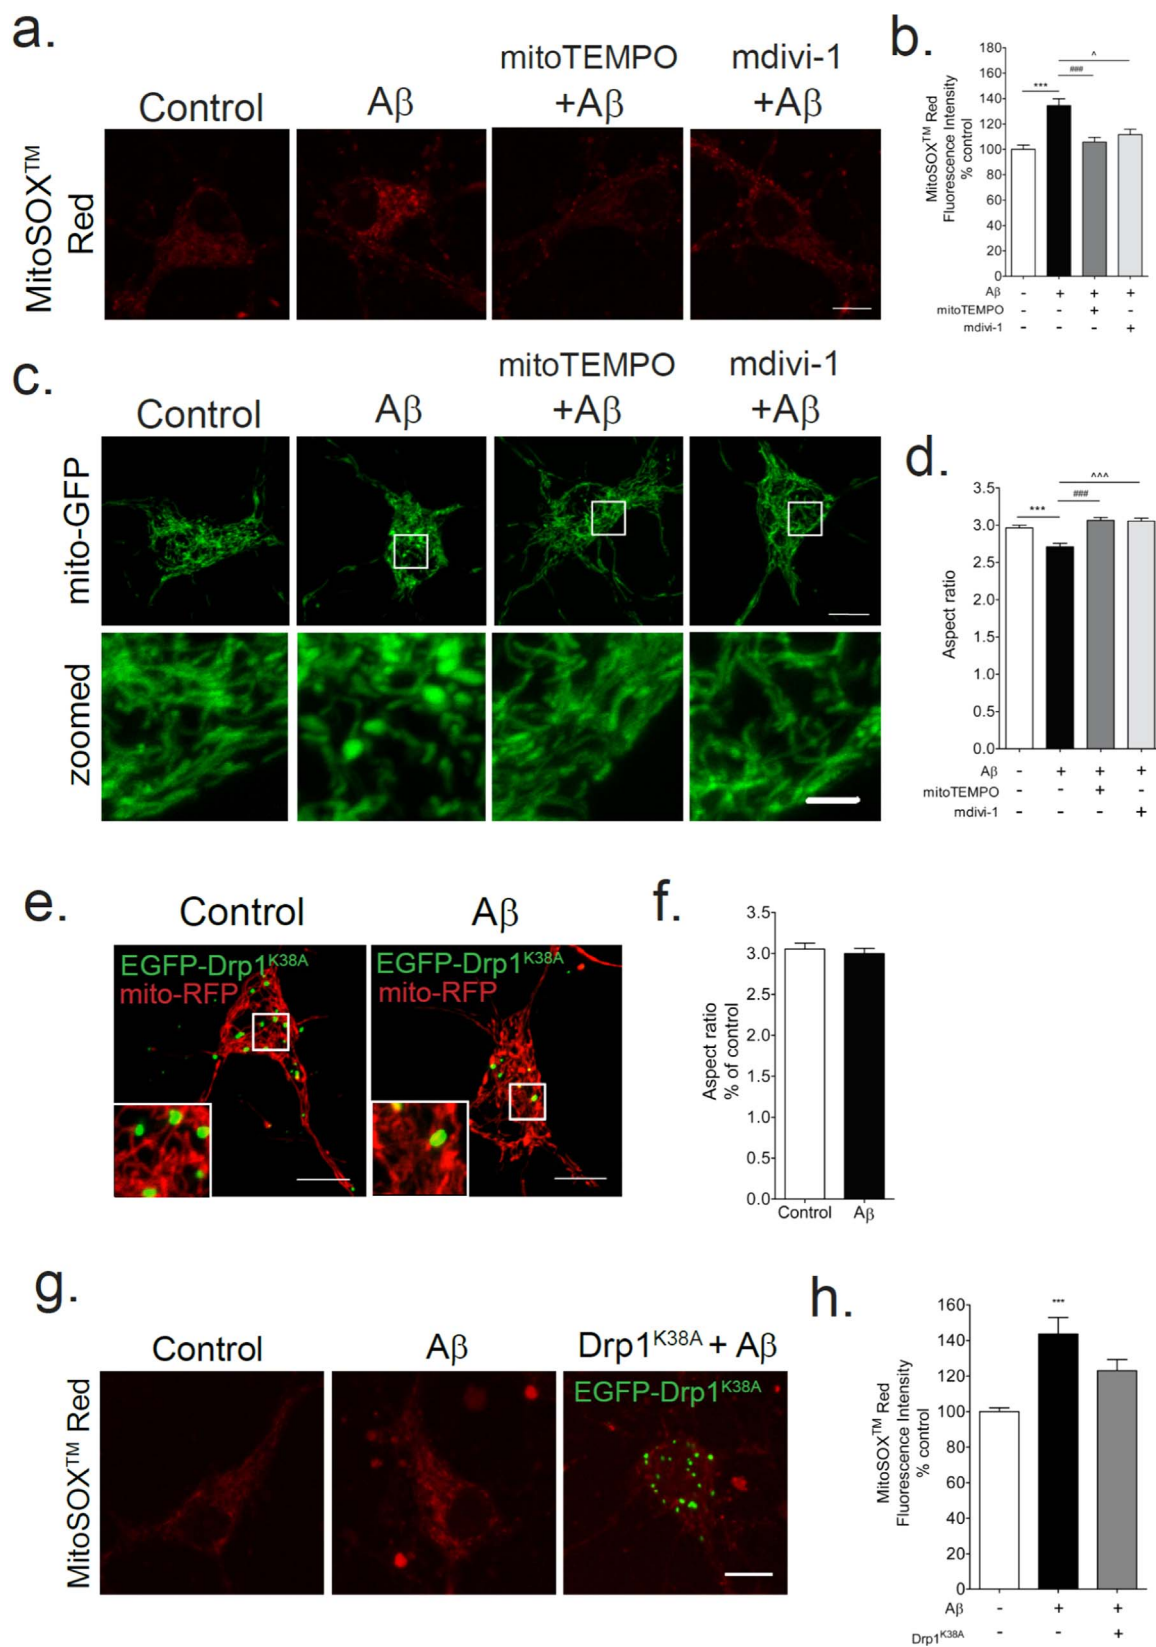 a.
Control
Aβ
mitoTEMPO
+Aβ
mdivi-1
+Aβ
MitoSOX™
Red
b.
MitoSOX™ Red
Fluorescence Intensity
% control
180
160
140
120
100
80
60
40
20
0
***
###
^
Aβ - + + +
mitoTEMPO - - + -
mdivi-1 - - - +
c.
Control
Aβ
mitoTEMPO
+Aβ
mdivi-1
+Aβ
mito-GFP
zoomed
d.
Aspect ratio
3.5
3.0
2.5
2.0
1.5
1.0
0.5
0.0
***
###
^^^
Aβ - + + +
mitoTEMPO - - + -
mdivi-1 - - - +
e.
Control
Aβ
EGFP-Drp1K38A
mito-RFP
EGFP-Drp1K38A
mito-RFP
f.
Aspect ratio
% of control
3.5
3.0
2.5
2.0
1.5
1.0
0.5
0.0
Control Aβ
g.
Control
Aβ
Drp1K38A + Aβ
MitoSOX™ Red
EGFP-Drp1K38A
h.
MitoSOX™ Red
Fluorescence Intensity
% control
160
140
120
100
80
60
40
20
0
***
Aβ - + +
Drp1K38A - - +